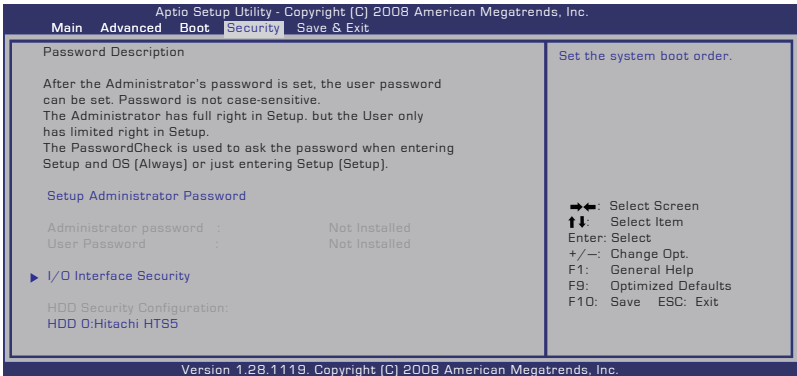 Aptio Setup Utility - Copyright (C) 2008 American Megatrends, Inc.
Main Advanced Boot Security Save & Exit
Password Description
After the Administrator's password is set, the user password
can be set. Password is not case-sensitive.
The Administrator has full right in Setup. but the User only
has limited right in Setup.
The PasswordCheck is used to ask the password when entering
Setup and OS (Always) or just entering Setup (Setup).
Setup Administrator Password
Administrator password : Not Installed
User Password : Not Installed
I/O Interface Security
HDD Security Configuration:
HDD 0:Hitachi HTS5
Set the system boot order.
→←: Select Screen
↑↓: Select Item
Enter: Select
+/—: Change Opt.
F1: General Help
F9: Optimized Defaults
F10: Save ESC: Exit
Version 1.28.1119. Copyright (C) 2008 American Megatrends, Inc.